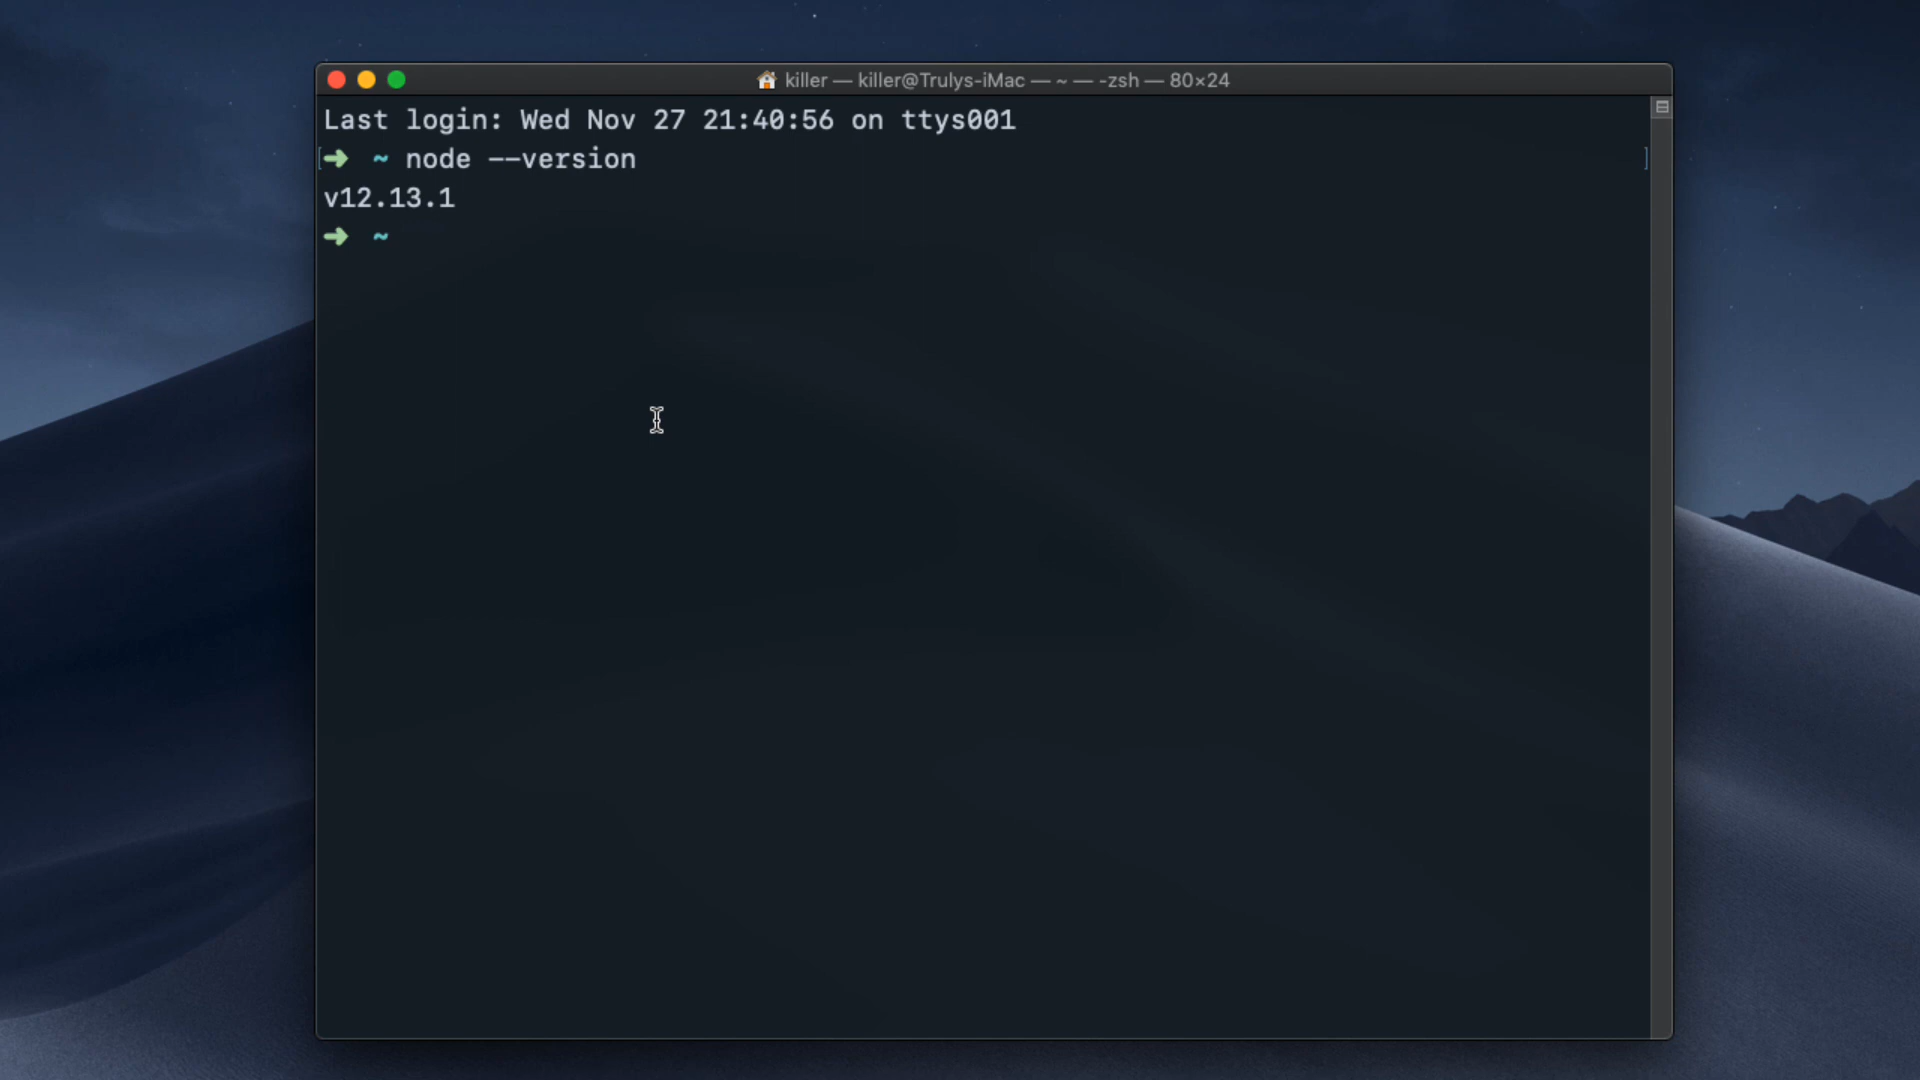 killer — killer@Trulys-iMac — ~ — -zsh — 80×24
Last login: Wed Nov 27 21:40:56 on ttys001
[➜ ~ node --version ]
v12.13.1
➜ ~